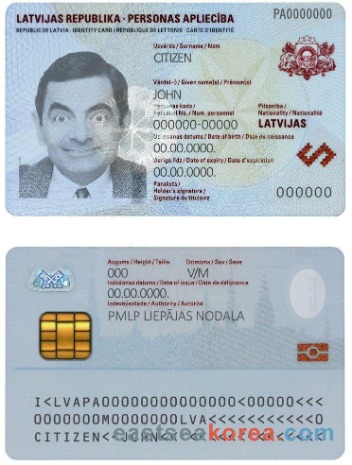 LATVIJAS REPUBLIKA · PERSONAS APLIECĪBA
PA0000000
REPUBLIC OF LATVIA · IDENTITY CARD / RÉPUBLIQUE DE LETTONIE · CARTE D'IDENTITÉ
Uzvārds / Surname / Nom
CITIZEN
Vārds(-i) / Given name(s) / Prénom(s)
JOHN
Personas kods / Personal No. / Num. personnel
000000-00000
Pilsonība / Nationality / Nationalité
LATVIJAS
Dzimšanas datums / Date of birth / Date de naissance
00.00.0000.
Derīga līdz / Date of expiry / Date d'expiration
00.00.0000.
Paraksts /
Holder's signature /
Signature du titulaire
000000
Augums / Height / Taille
000
Dzimums / Sex / Sexe
V/M
Izdošanas datums / Date of issue / Date de délivrance
00.00.0000.
Izdevējiestāde / Authority / Autorité
PMLP LIEPĀJAS NODAĻA
I<LVAPA0000000000000<00000<<<
0000000M0000000LVA<<<<<<<<<<<0
CITIZEN<<JOHN<
eastseakorea.com